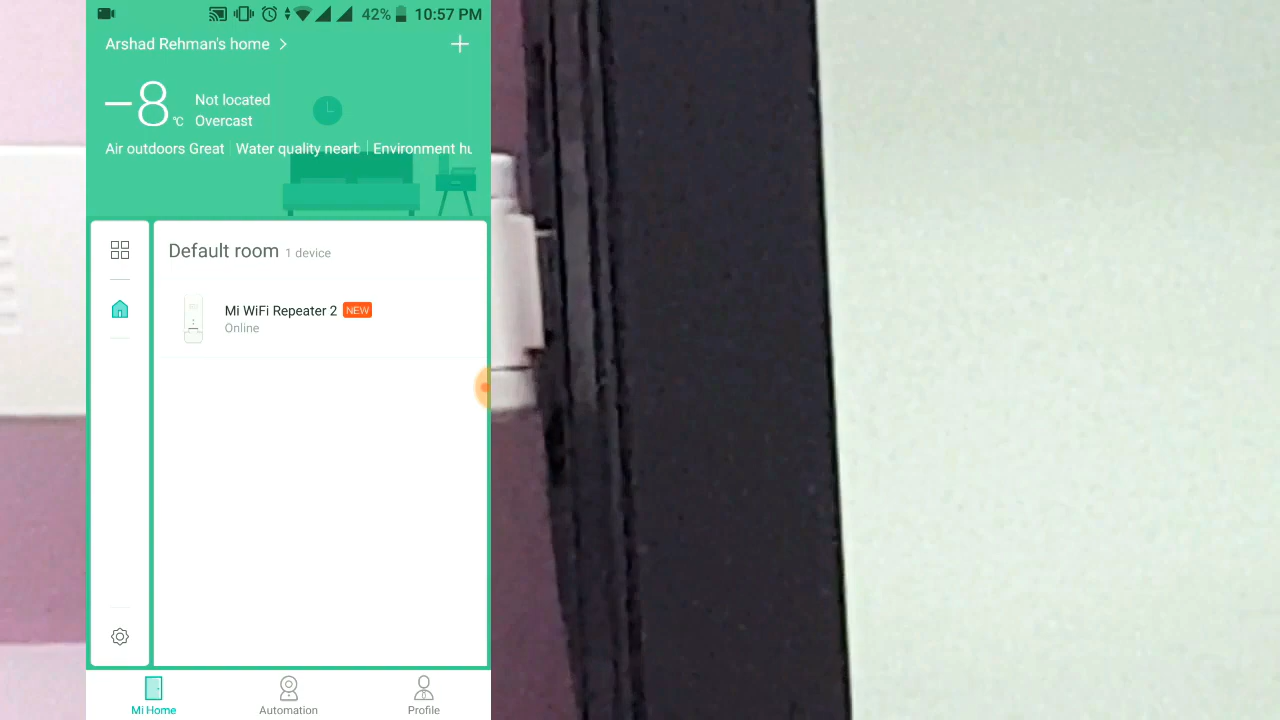 42% 10:57 PM
Arshad Rehman's home
−8 ℃
Not located
Overcast
Air outdoors Great
Water quality nearb
Environment hu
Default room 1 device
Mi WiFi Repeater 2 NEW
Online
Mi Home
Automation
Profile